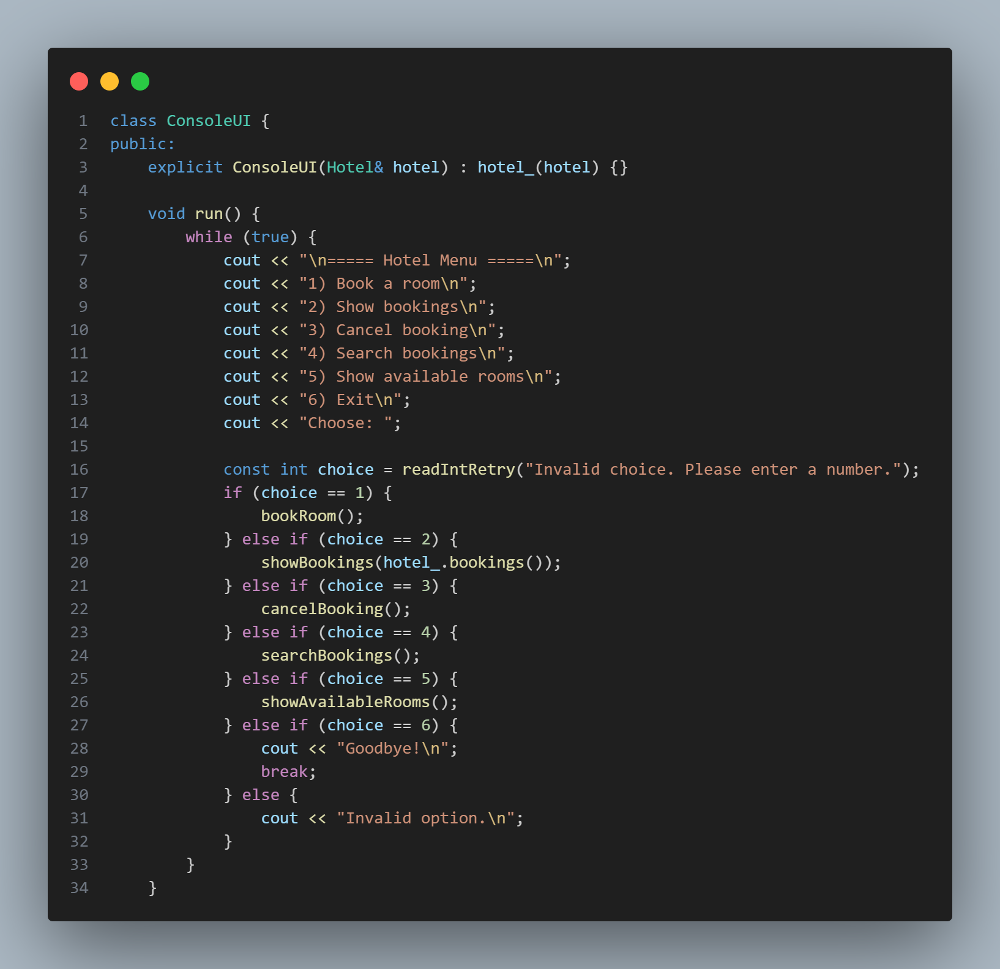 1 class ConsoleUI {
2 public:
3     explicit ConsoleUI(Hotel& hotel) : hotel_(hotel) {}
4
5     void run() {
6         while (true) {
7             cout << "\n===== Hotel Menu =====\n";
8             cout << "1) Book a room\n";
9             cout << "2) Show bookings\n";
10             cout << "3) Cancel booking\n";
11             cout << "4) Search bookings\n";
12             cout << "5) Show available rooms\n";
13             cout << "6) Exit\n";
14             cout << "Choose: ";
15
16             const int choice = readIntRetry("Invalid choice. Please enter a number.");
17             if (choice == 1) {
18                 bookRoom();
19             } else if (choice == 2) {
20                 showBookings(hotel_.bookings());
21             } else if (choice == 3) {
22                 cancelBooking();
23             } else if (choice == 4) {
24                 searchBookings();
25             } else if (choice == 5) {
26                 showAvailableRooms();
27             } else if (choice == 6) {
28                 cout << "Goodbye!\n";
29                 break;
30             } else {
31                 cout << "Invalid option.\n";
32             }
33         }
34     }